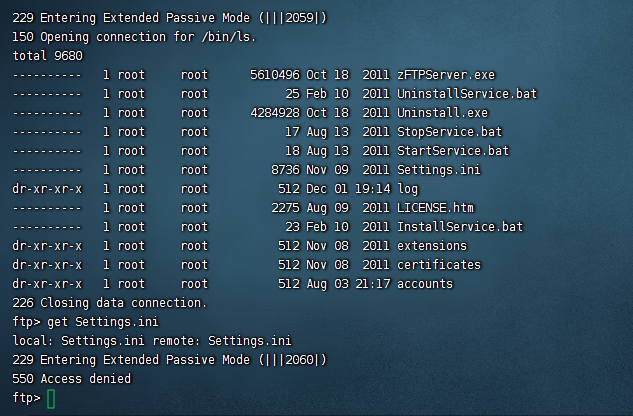 229 Entering Extended Passive Mode (|||2059|)
150 Opening connection for /bin/ls.
total 9680
----------   1 root     root      5610496 Oct 18  2011 zFTPServer.exe
----------   1 root     root           25 Feb 10  2011 UninstallService.bat
----------   1 root     root      4284928 Oct 18  2011 Uninstall.exe
----------   1 root     root           17 Aug 13  2011 StopService.bat
----------   1 root     root           18 Aug 13  2011 StartService.bat
----------   1 root     root         8736 Nov 09  2011 Settings.ini
dr-xr-xr-x   1 root     root          512 Dec 01 19:14 log
----------   1 root     root         2275 Aug 09  2011 LICENSE.htm
----------   1 root     root           23 Feb 10  2011 InstallService.bat
dr-xr-xr-x   1 root     root          512 Nov 08  2011 extensions
dr-xr-xr-x   1 root     root          512 Nov 08  2011 certificates
dr-xr-xr-x   1 root     root          512 Aug 03 21:17 accounts
226 Closing data connection.
ftp> get Settings.ini
local: Settings.ini remote: Settings.ini
229 Entering Extended Passive Mode (|||2060|)
550 Access denied
ftp>